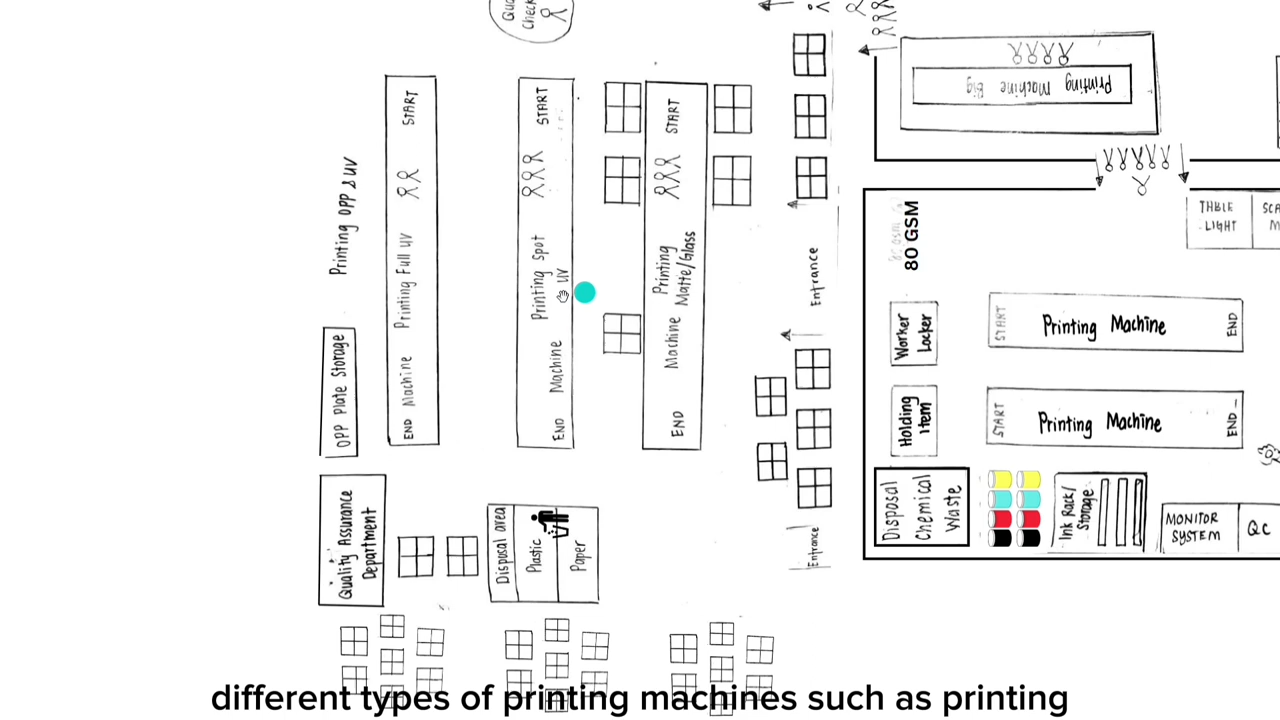 Printing OPP & UV
OPP Plate Storage
START
Printing Full UV
Machine
END
START
Printing Spot
UV
Machine
END
START
Printing
Matte/Glass
Machine
END
Quality Assurance
Department
Disposal area
Plastic
Paper
Entrance
Entrance
Printing Machine Big
80 GSM
TABLE
LIGHT
Worker
Locker
START
Printing Machine
END
Holding
Item
START
Printing Machine
END
Disposal
Chemical
Waste
Ink Rack/
Storage
MONITOR
SYSTEM
QC
different types of printing machines such as printing